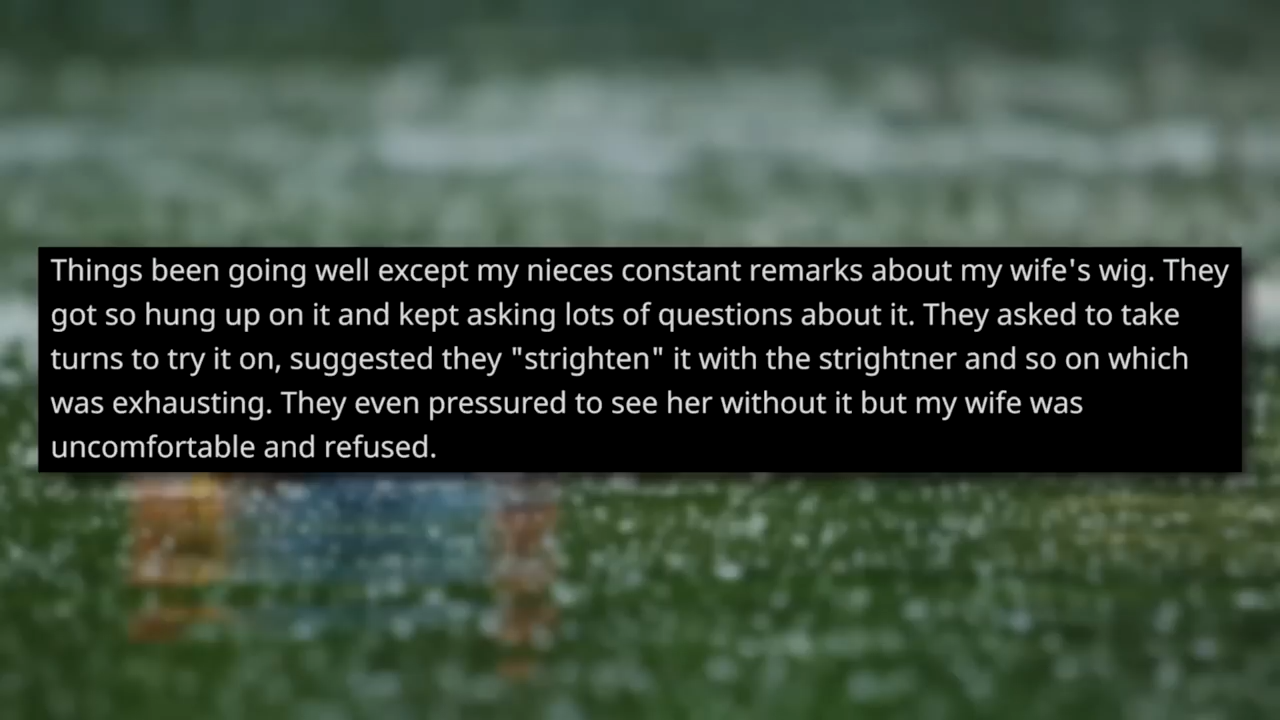 Things been going well except my nieces constant remarks about my wife's wig. They
got so hung up on it and kept asking lots of questions about it. They asked to take
turns to try it on, suggested they "strighten" it with the strightner and so on which
was exhausting. They even pressured to see her without it but my wife was
uncomfortable and refused.